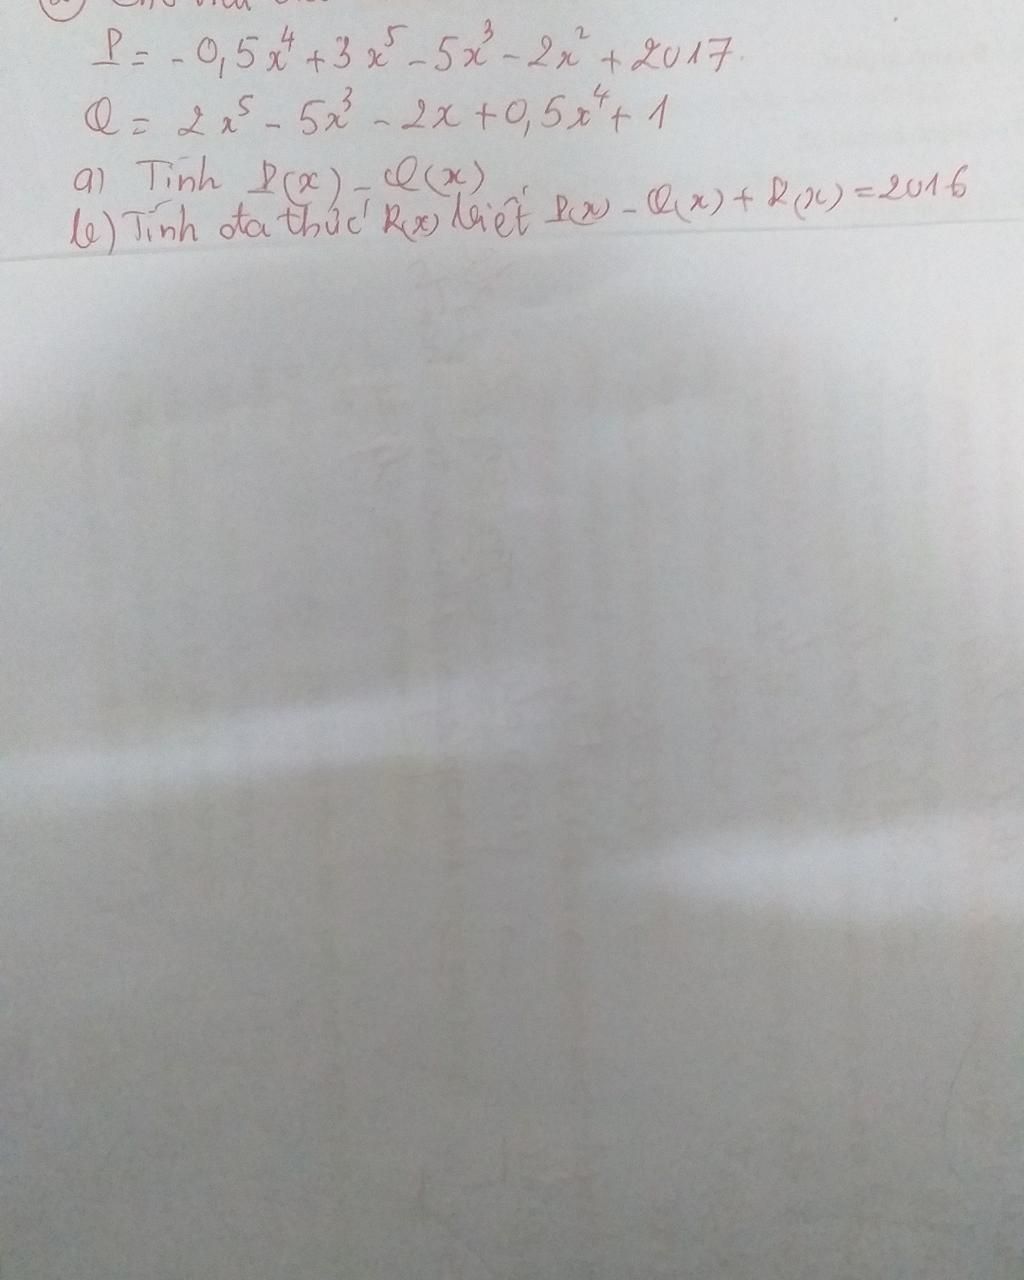 P = -0,5x⁴ + 3x⁵ - 5x³ - 2x² + 2017.
Q = 2x⁵ - 5x³ - 2x + 0,5x⁴ + 1
a) Tính P(x) - Q(x)
b) Tính đa thức R(x) biết P(x) - Q(x) + R(x) = 2016